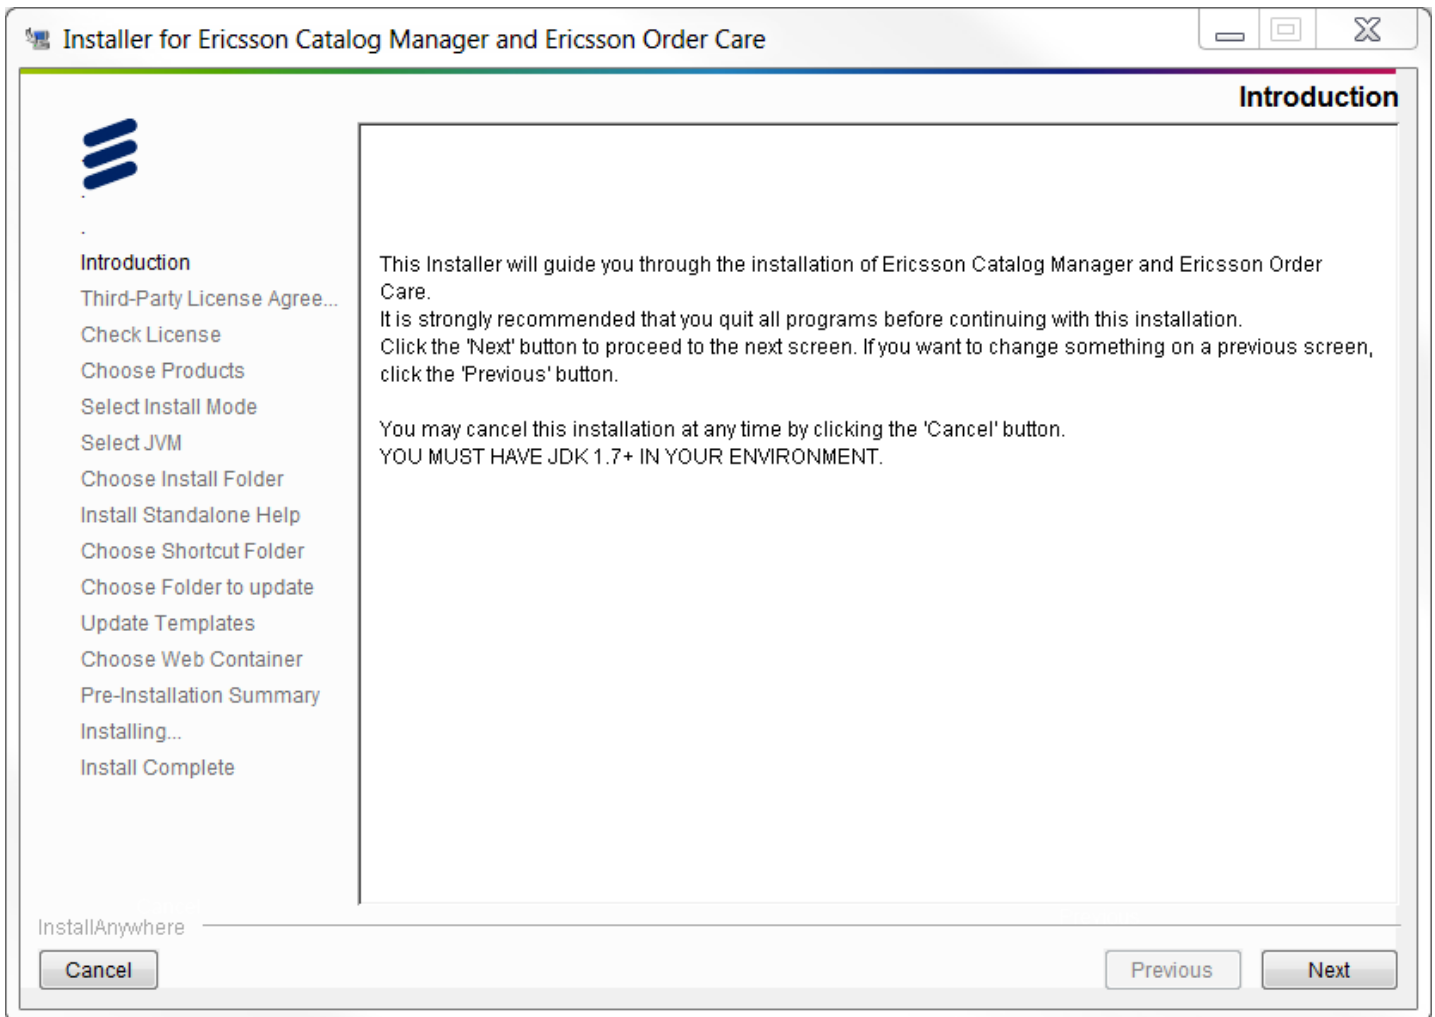 Installer for Ericsson Catalog Manager and Ericsson Order Care
Introduction
Introduction
Third-Party License Agree...
Check License
Choose Products
Select Install Mode
Select JVM
Choose Install Folder
Install Standalone Help
Choose Shortcut Folder
Choose Folder to update
Update Templates
Choose Web Container
Pre-Installation Summary
Installing...
Install Complete
This Installer will guide you through the installation of Ericsson Catalog Manager and Ericsson Order
Care.
It is strongly recommended that you quit all programs before continuing with this installation.
Click the 'Next' button to proceed to the next screen. If you want to change something on a previous screen,
click the 'Previous' button.
You may cancel this installation at any time by clicking the 'Cancel' button.
YOU MUST HAVE JDK 1.7+ IN YOUR ENVIRONMENT.
InstallAnywhere
Cancel
Previous
Next